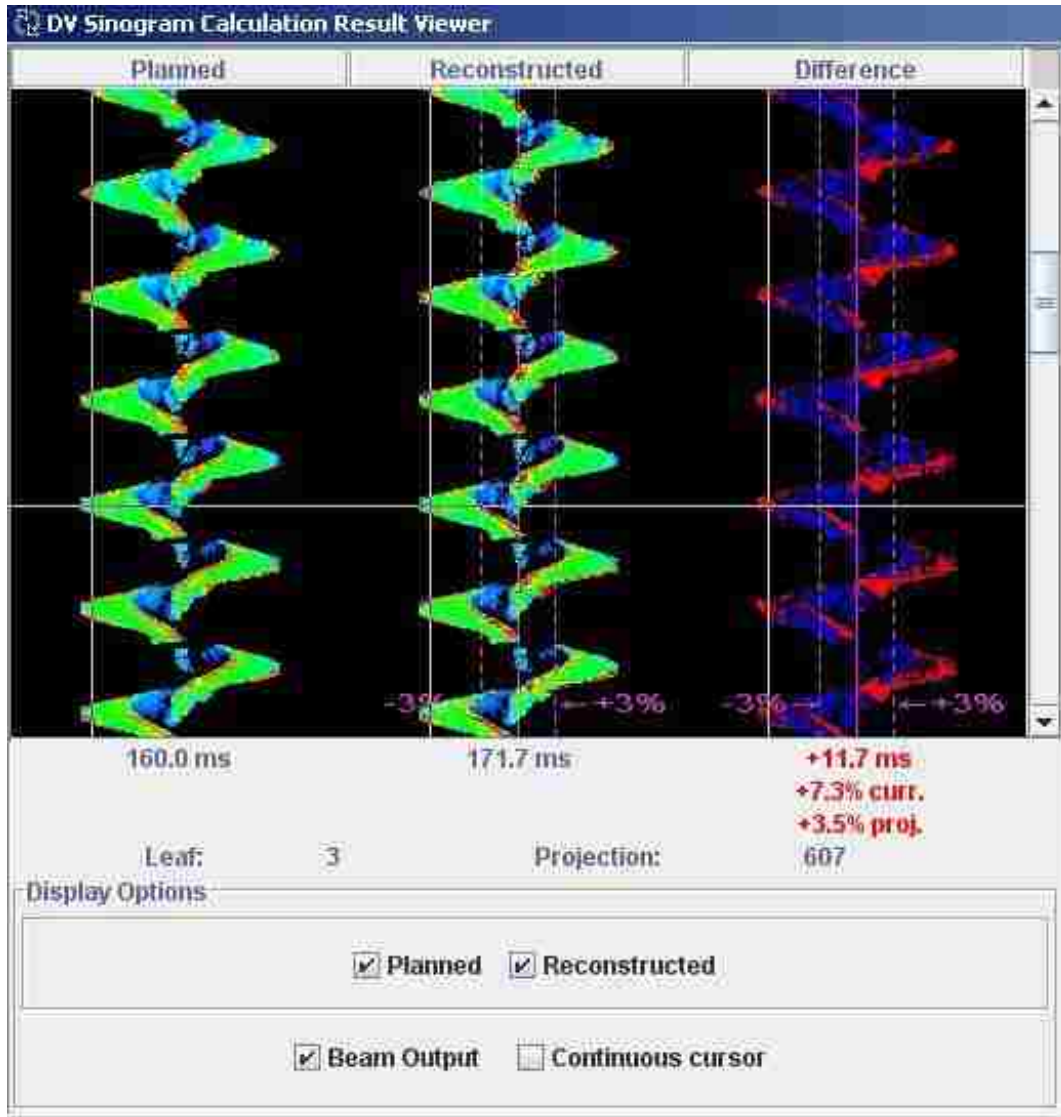 DV Sinogram Calculation Result Viewer
Planned Reconstructed Difference
-3% ←+3% -3%→ ←+3%
160.0 ms 171.7 ms +11.7 ms
+7.3% curr.
+3.5% proj.
Leaf: 3 Projection: 607
Display Options
Planned Reconstructed
Beam Output Continuous cursor